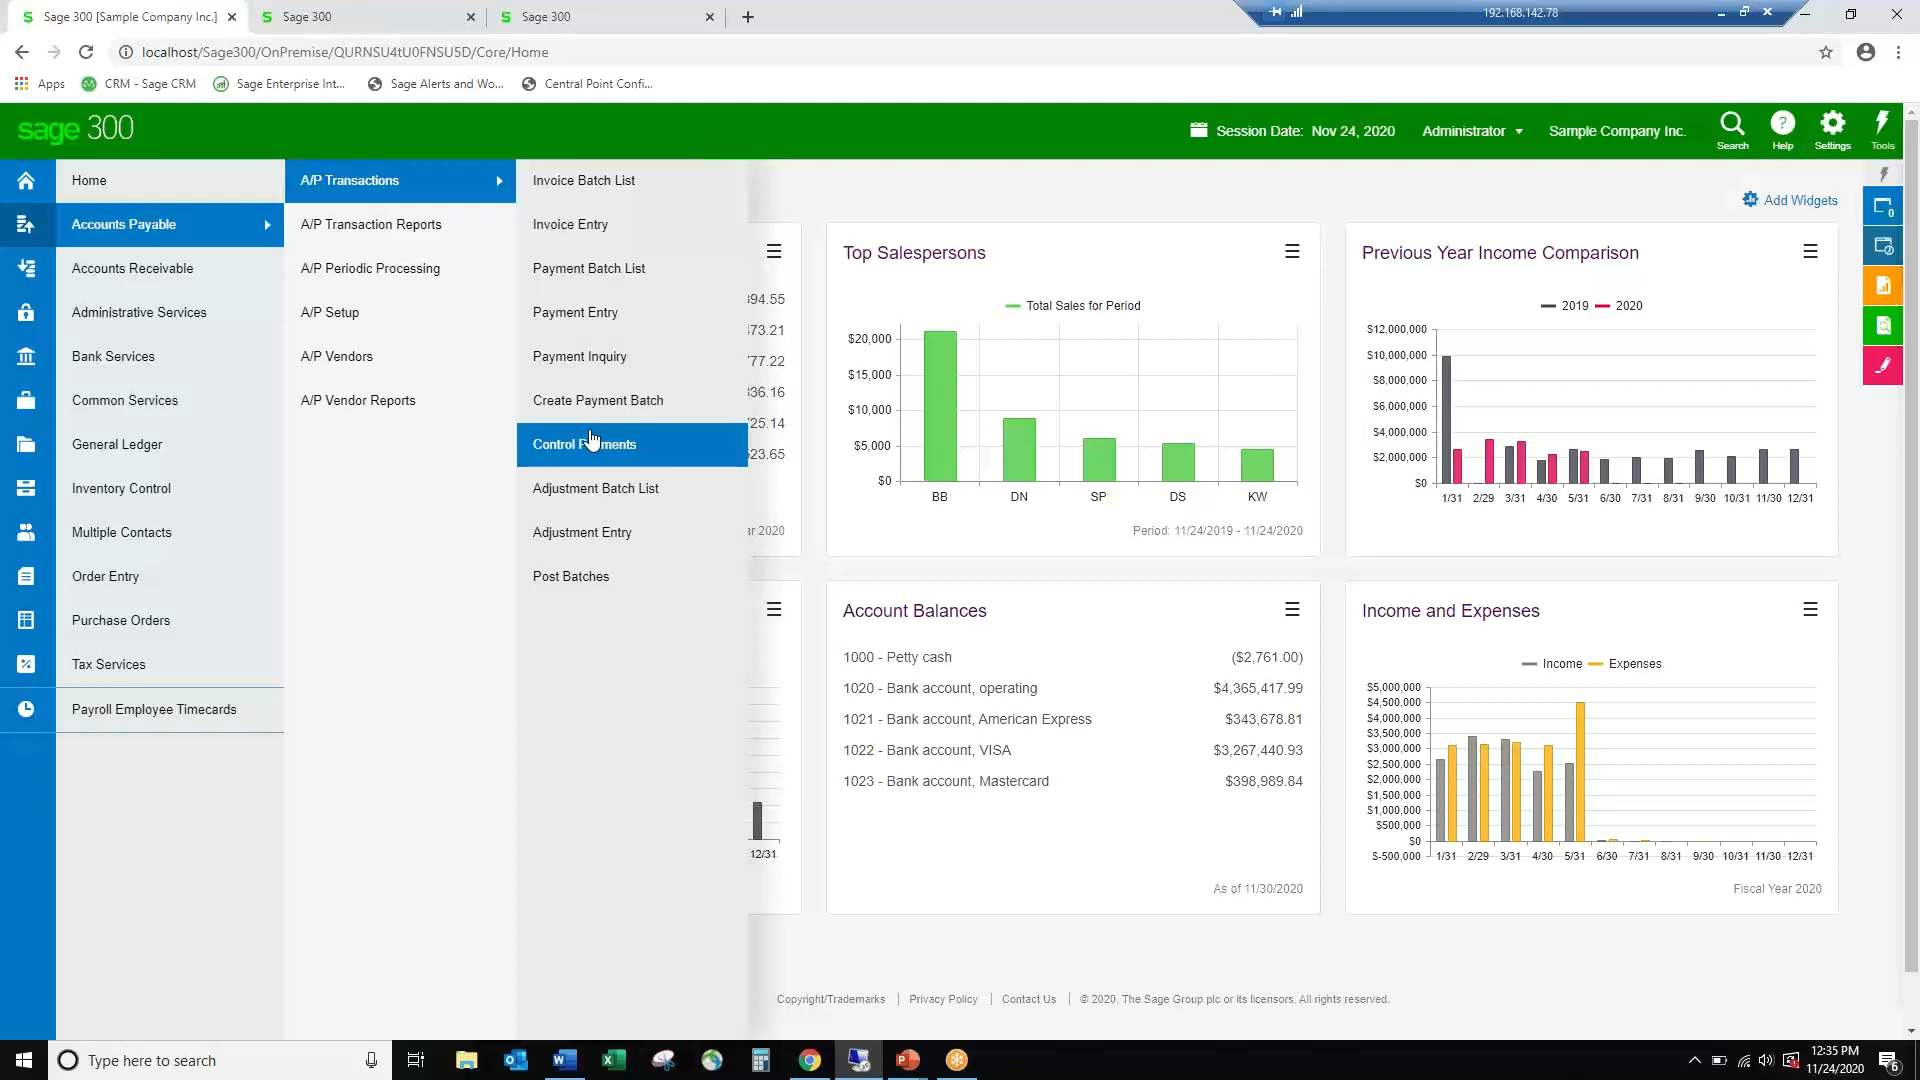 Sage 300 [Sample Company Inc.]
Sage 300
Sage 300
192.168.142.78
localhost/Sage300/OnPremise/QURNSU4tU0FNSU5D/Core/Home
Apps
CRM - Sage CRM
Sage Enterprise Int...
Sage Alerts and Wo...
Central Point Confi...
sage 300
Session Date: Nov 24, 2020
Administrator
Sample Company Inc.
Search
Help
Settings
Tools
Home
Accounts Payable
Accounts Receivable
Administrative Services
Bank Services
Common Services
General Ledger
Inventory Control
Multiple Contacts
Order Entry
Purchase Orders
Tax Services
Payroll Employee Timecards
A/P Transactions
A/P Transaction Reports
A/P Periodic Processing
A/P Setup
A/P Vendors
A/P Vendor Reports
Invoice Batch List
Invoice Entry
Payment Batch List
Payment Entry
Payment Inquiry
Create Payment Batch
Control
Adjustment Batch List
Adjustment Entry
Post Batches
Add Widgets
0
394.55
473.21
777.22
336.16
725.14
523.65
ar 2020
12/31
Top Salespersons
Total Sales for Period
$20,000
$15,000
$10,000
$5,000
$0
BB
DN
SP
DS
KW
Period: 11/24/2019 - 11/24/2020
Previous Year Income Comparison
2019
2020
$12,000,000
$10,000,000
$8,000,000
$6,000,000
$4,000,000
$2,000,000
$0
1/31 2/29 3/31 4/30 5/31 6/30 7/31 8/31 9/30 10/31 11/30 12/31
Account Balances
1000 - Petty cash ($2,761.00)
1020 - Bank account, operating $4,365,417.99
1021 - Bank account, American Express $343,678.81
1022 - Bank account, VISA $3,267,440.93
1023 - Bank account, Mastercard $398,989.84
As of 11/30/2020
Income and Expenses
Income
Expenses
$5,000,000
$4,500,000
$4,000,000
$3,500,000
$3,000,000
$2,500,000
$2,000,000
$1,500,000
$1,000,000
$500,000
$0
$-500,000
1/31 2/29 3/31 4/30 5/31 6/30 7/31 8/31 9/30 10/31 11/30 12/31
Fiscal Year 2020
Copyright/Trademarks | Privacy Policy | Contact Us | © 2020, The Sage Group plc or its licensors. All rights reserved.
Type here to search
12:35 PM
11/24/2020
6